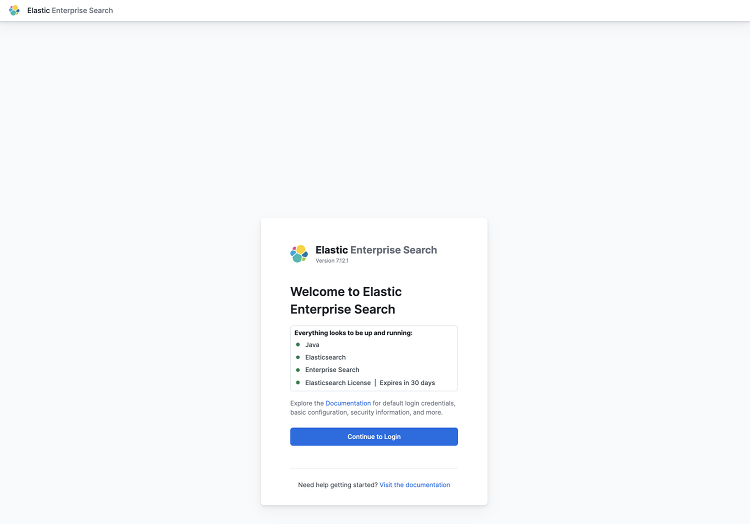 Elastic Enterprise Search
Elastic Enterprise Search
Version 7.12.1
Welcome to Elastic
Enterprise Search
Everything looks to be up and running:
Java
Elasticsearch
Enterprise Search
Elasticsearch License | Expires in 30 days
Explore the Documentation for default login credentials,
basic configuration, security information, and more.
Continue to Login
Need help getting started? Visit the documentation